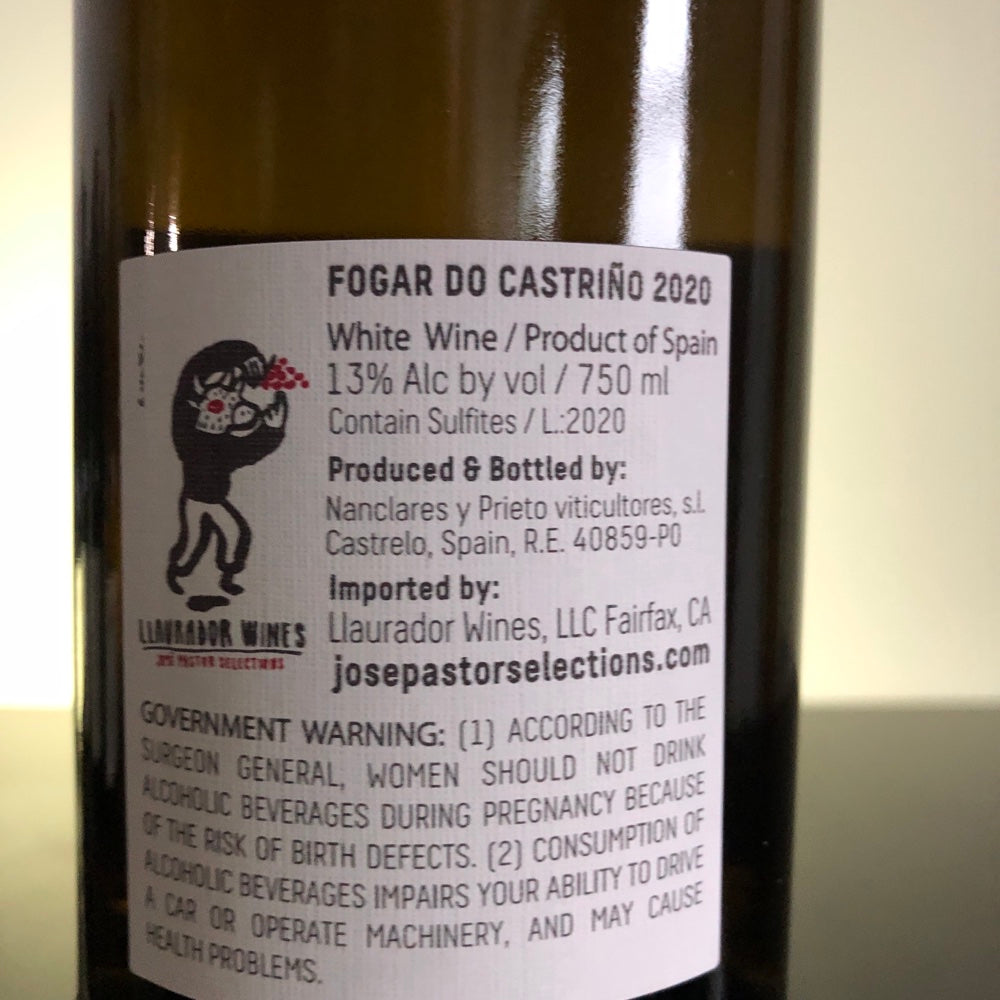 FOGAR DO CASTRIÑO 2020
White Wine / Product of Spain
13% Alc by vol / 750 ml
Contain Sulfites / L.:2020
Produced & Bottled by:
Nanclares y Prieto viticultores, s.l.
Castrelo, Spain, R.E. 40859-PO
Imported by:
Llaurador Wines, LLC Fairfax, CA
josepastorselections.com
LLAURADOR WINES
JOSÉ PASTOR SELECTIONS
GOVERNMENT WARNING: (1) ACCORDING TO THE
SURGEON GENERAL, WOMEN SHOULD NOT DRINK
ALCOHOLIC BEVERAGES DURING PREGNANCY BECAUSE
OF THE RISK OF BIRTH DEFECTS. (2) CONSUMPTION OF
ALCOHOLIC BEVERAGES IMPAIRS YOUR ABILITY TO DRIVE
A CAR OR OPERATE MACHINERY, AND MAY CAUSE
HEALTH PROBLEMS.